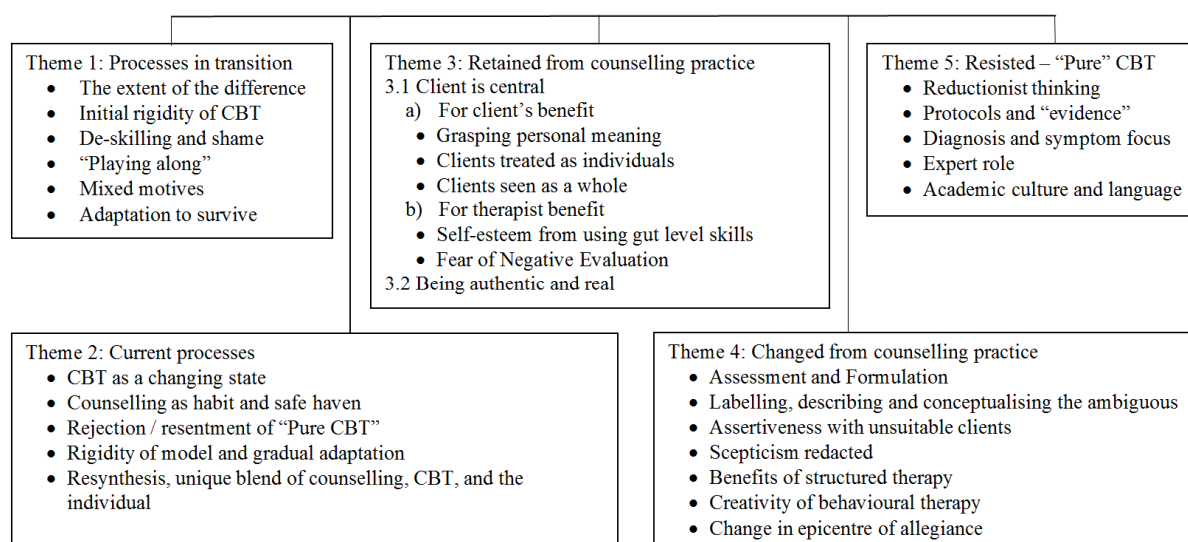 Theme 1: Processes in transition
• The extent of the difference
• Initial rigidity of CBT
• De-skilling and shame
• “Playing along”
• Mixed motives
• Adaptation to survive
Theme 3: Retained from counselling practice
3.1 Client is central
a) For client’s benefit
• Grasping personal meaning
• Clients treated as individuals
• Clients seen as a whole
b) For therapist benefit
• Self-esteem from using gut level skills
• Fear of Negative Evaluation
3.2 Being authentic and real
Theme 5: Resisted – “Pure” CBT
• Reductionist thinking
• Protocols and “evidence”
• Diagnosis and symptom focus
• Expert role
• Academic culture and language
Theme 2: Current processes
• CBT as a changing state
• Counselling as habit and safe haven
• Rejection / resentment of “Pure CBT”
• Rigidity of model and gradual adaptation
• Resynthesis, unique blend of counselling, CBT, and the
individual
Theme 4: Changed from counselling practice
• Assessment and Formulation
• Labelling, describing and conceptualising the ambiguous
• Assertiveness with unsuitable clients
• Scepticism redacted
• Benefits of structured therapy
• Creativity of behavioural therapy
• Change in epicentre of allegiance